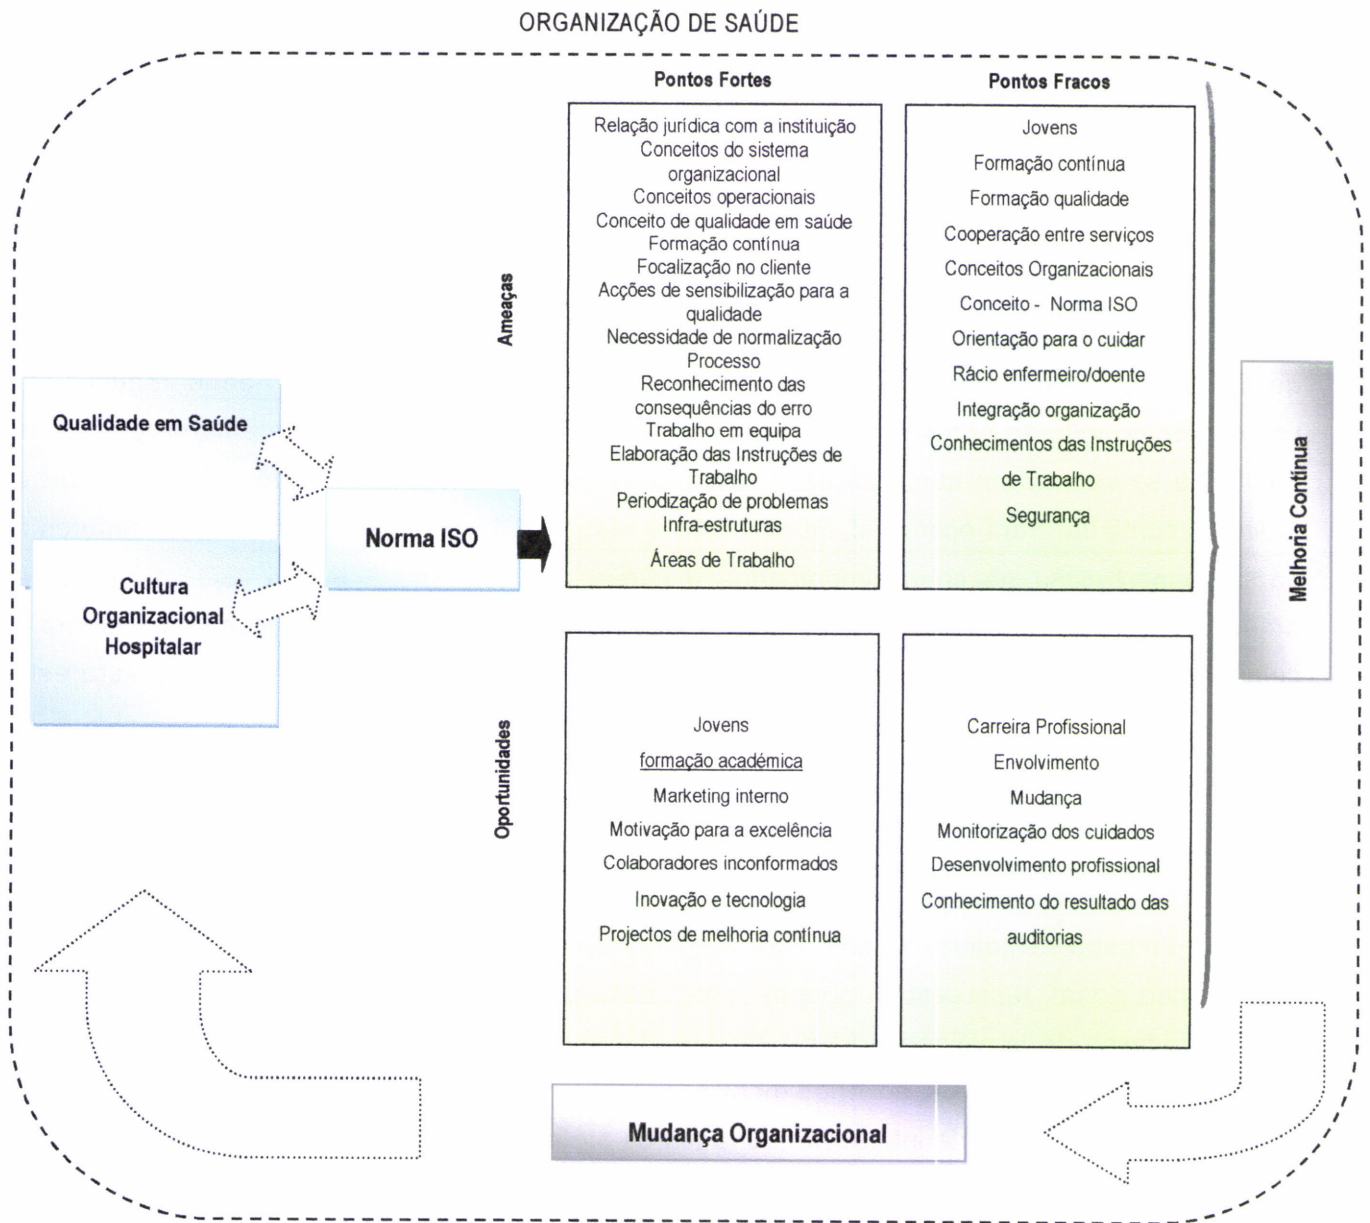 ORGANIZAÇÃO DE SAÚDE
Pontos Fortes
Pontos Fracos
Ameaças
Relação jurídica com a instituição
Conceitos do sistema
organizacional
Conceitos operacionais
Conceito de qualidade em saúde
Formação contínua
Focalização no cliente
Acções de sensibilização para a
qualidade
Necessidade de normalização
Processo
Reconhecimento das
consequências do erro
Trabalho em equipa
Elaboração das Instruções de
Trabalho
Periodização de problemas
Infra-estruturas
Áreas de Trabalho
Jovens
Formação contínua
Formação qualidade
Cooperação entre serviços
Conceitos Organizacionais
Conceito - Norma ISO
Orientação para o cuidar
Rácio enfermeiro/doente
Integração organização
Conhecimentos das Instruções
de Trabalho
Segurança
Qualidade em Saúde
Norma ISO
Cultura
Organizacional
Hospitalar
Melhoria Contínua
Oportunidades
Jovens
formação académica
Marketing interno
Motivação para a excelência
Colaboradores inconformados
Inovação e tecnologia
Projectos de melhoria contínua
Carreira Profissional
Envolvimento
Mudança
Monitorização dos cuidados
Desenvolvimento profissional
Conhecimento do resultado das
auditorias
Mudança Organizacional